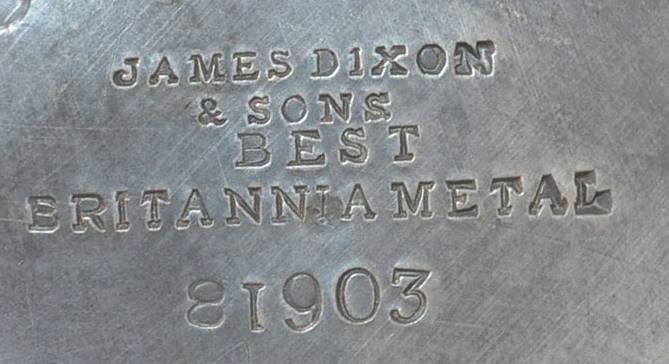 JAMES DIXON
& SONS
BEST
BRITANNIA METAL
81903